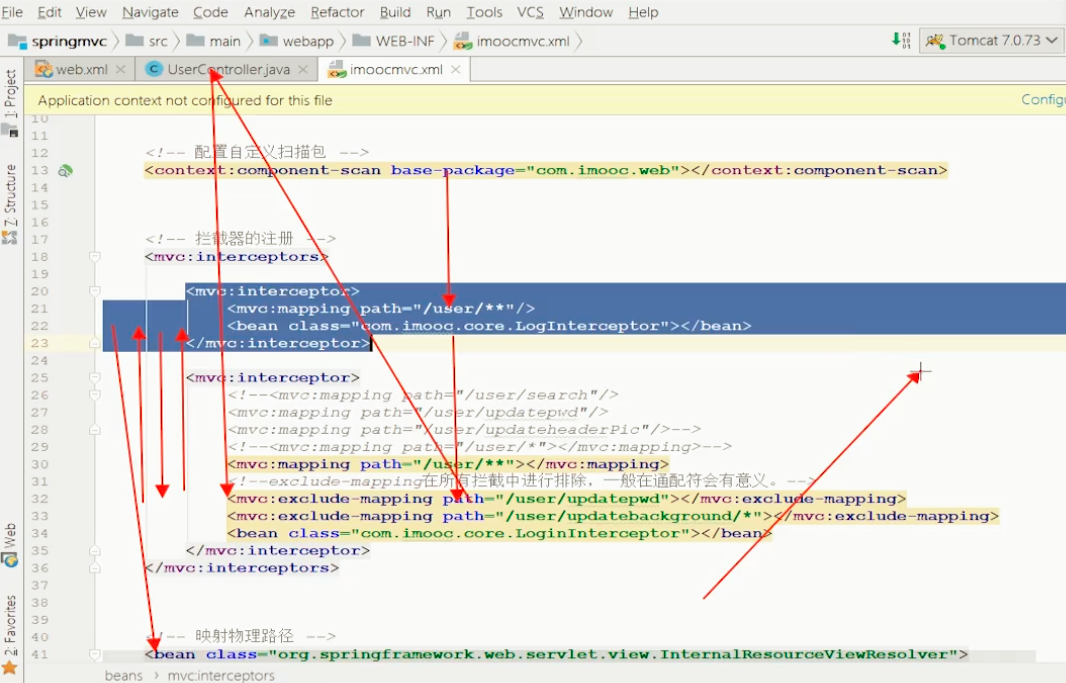 File Edit View Navigate Code Analyze Refactor Build Run Tools VCS Window Help
springmvc src main webapp WEB-INF imoocmvc.xml Tomcat 7.0.73
web.xml UserController.java imoocmvc.xml
Application context not configured for this file Config
1: Project
Z: Structure
Web
2: Favorites
10
11
12 <!-- 配置自定义扫描包 -->
13 <context:component-scan base-package="com.imooc.web"></context:component-scan>
14
15
16
17 <!-- 拦截器的注册 -->
18 <mvc:interceptors>
19
20 <mvc:interceptor>
21 <mvc:mapping path="/user/**"/>
22 <bean class="com.imooc.core.LogInterceptor"></bean>
23 </mvc:interceptor>
24
25 <mvc:interceptor>
26 <!--<mvc:mapping path="/user/search"/>
27 <mvc:mapping path="/user/updatepwd"/>
28 <mvc:mapping path="/user/updateheaderPic"/>-->
29 <!--<mvc:mapping path="/user/*"></mvc:mapping>-->
30 <mvc:mapping path="/user/**"></mvc:mapping>
31 <!--exclude-mapping在所有拦截中进行排除，一般在通配符会有意义。-->
32 <mvc:exclude-mapping path="/user/updatepwd"></mvc:exclude-mapping>
33 <mvc:exclude-mapping path="/user/updatebackground/*"></mvc:exclude-mapping>
34 <bean class="com.imooc.core.LoginInterceptor"></bean>
35 </mvc:interceptor>
36 </mvc:interceptors>
37
38
39
40 <!-- 映射物理路径 -->
41 <bean class="org.springframework.web.servlet.view.InternalResourceViewResolver">
beans mvc:interceptors